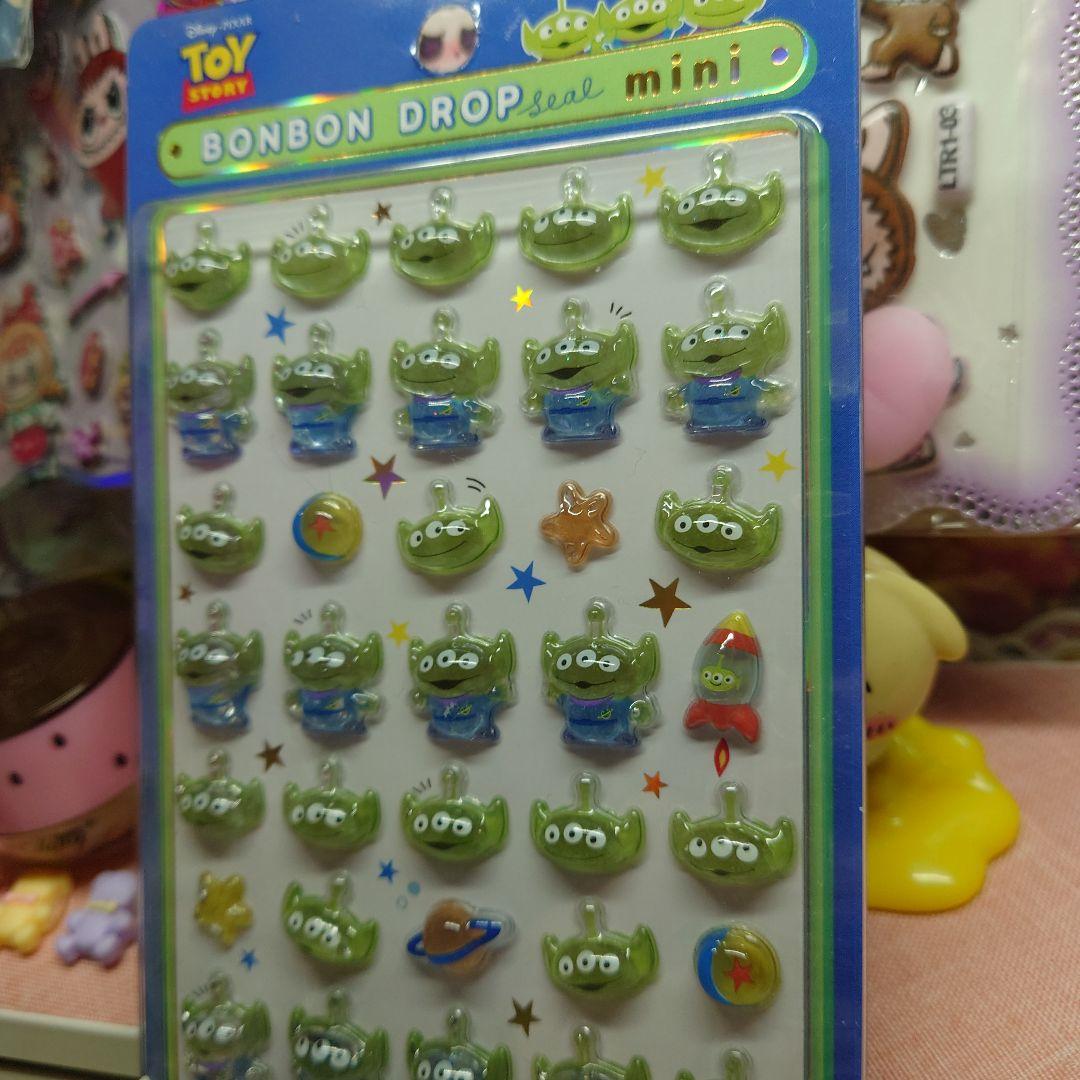 Disney · PIXAR
TOY
STORY
BONBON DROP seal mini
LTR1-03